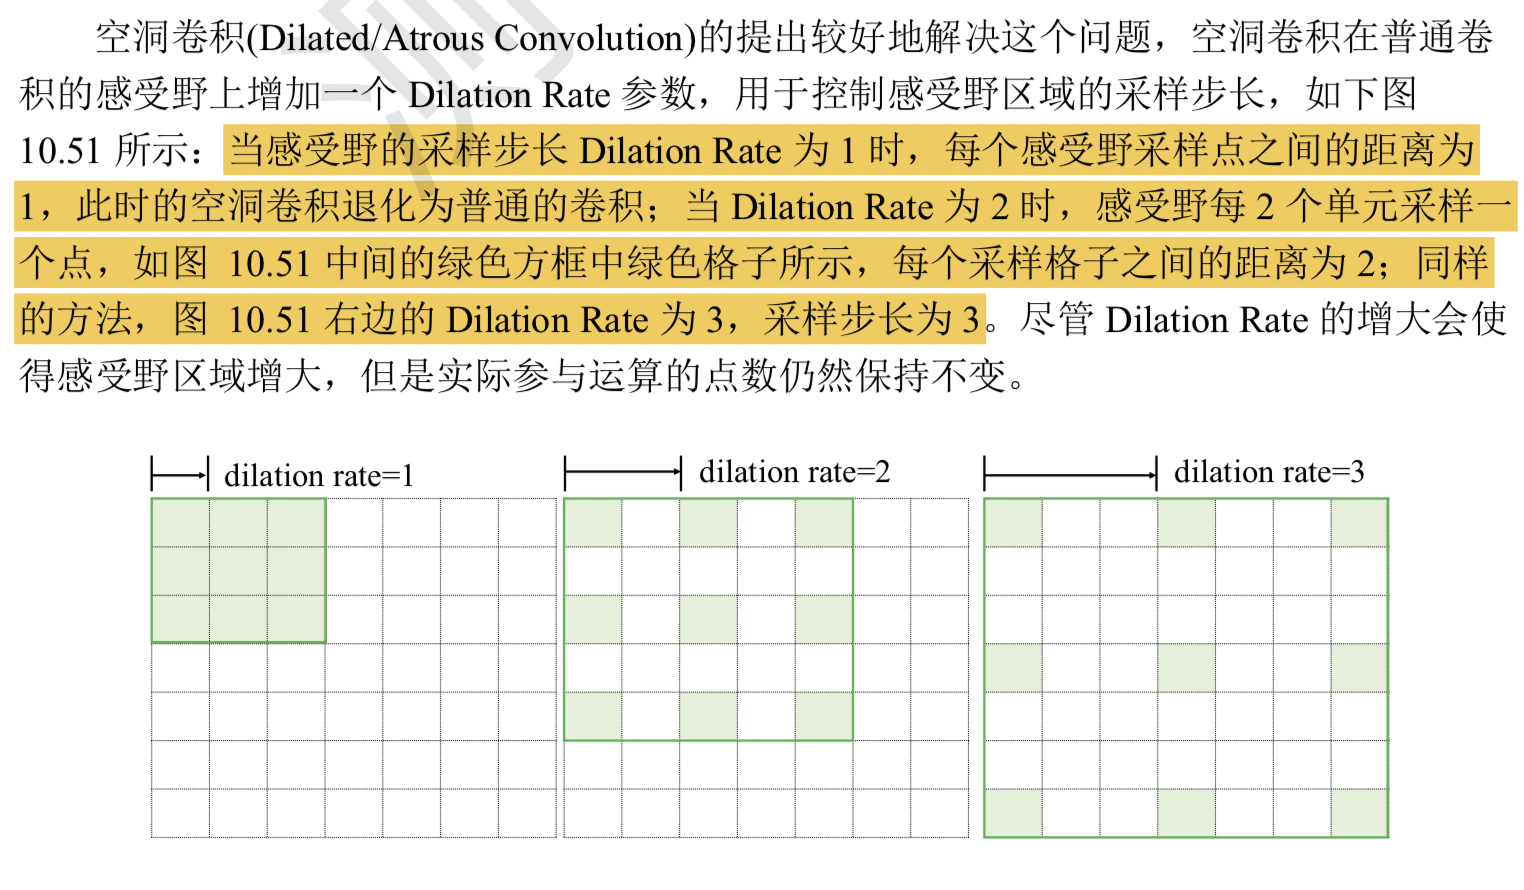 空洞卷积(Dilated/Atrous Convolution)的提出较好地解决这个问题，空洞卷积在普通卷
积的感受野上增加一个 Dilation Rate 参数，用于控制感受野区域的采样步长，如下图
10.51 所示：当感受野的采样步长 Dilation Rate 为 1 时，每个感受野采样点之间的距离为
1，此时的空洞卷积退化为普通的卷积；当 Dilation Rate 为 2 时，感受野每 2 个单元采样一
个点，如图 10.51 中间的绿色方框中绿色格子所示，每个采样格子之间的距离为 2；同样
的方法，图 10.51 右边的 Dilation Rate 为 3，采样步长为 3。尽管 Dilation Rate 的增大会使
得感受野区域增大，但是实际参与运算的点数仍然保持不变。
dilation rate=1
dilation rate=2
dilation rate=3